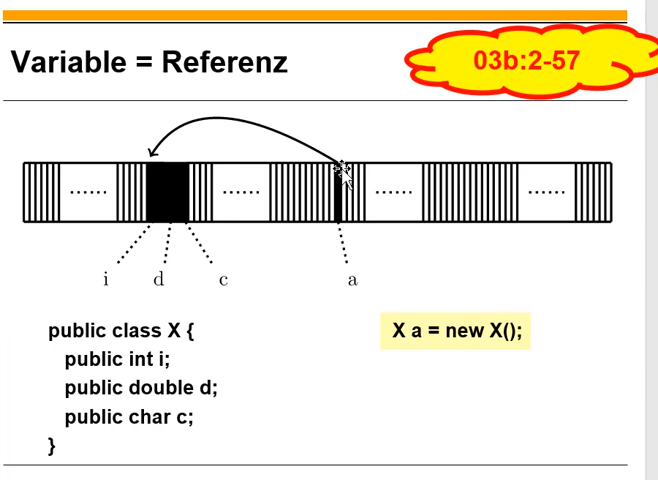 Variable = Referenz
03b:2-57
......
......
......
......
i d c a
public class X {
public int i;
public double d;
public char c;
}
X a = new X();